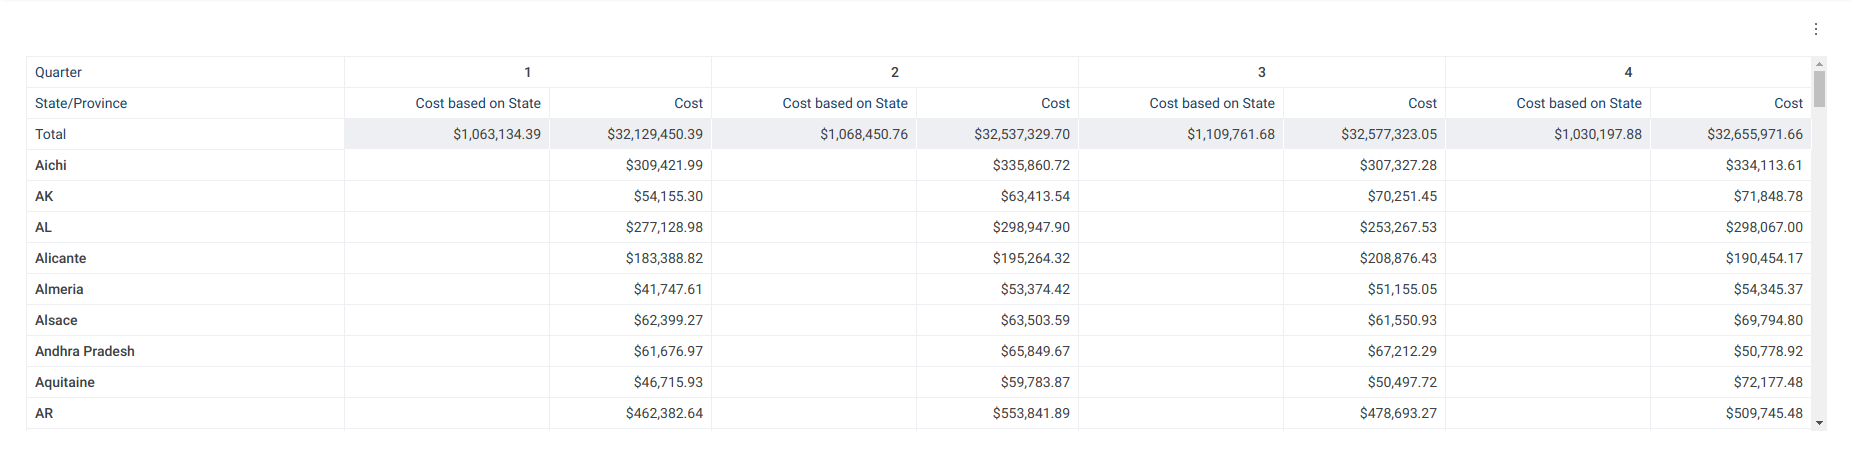 Quarter 1 2 3 4
State/Province Cost based on State Cost Cost based on State Cost Cost based on State Cost Cost based on State Cost
Total $1,063,134.39 $32,129,450.39 $1,068,450.76 $32,537,329.70 $1,109,761.68 $32,577,323.05 $1,030,197.88 $32,655,971.66
Aichi $309,421.99 $335,860.72 $307,327.28 $334,113.61
AK $54,155.30 $63,413.54 $70,251.45 $71,848.78
AL $277,128.98 $298,947.90 $253,267.53 $298,067.00
Alicante $183,388.82 $195,264.32 $208,876.43 $190,454.17
Almeria $41,747.61 $53,374.42 $51,155.05 $54,345.37
Alsace $62,399.27 $63,503.59 $61,550.93 $69,794.80
Andhra Pradesh $61,676.97 $65,849.67 $67,212.29 $50,778.92
Aquitaine $46,715.93 $59,783.87 $50,497.72 $72,177.48
AR $462,382.64 $553,841.89 $478,693.27 $509,745.48